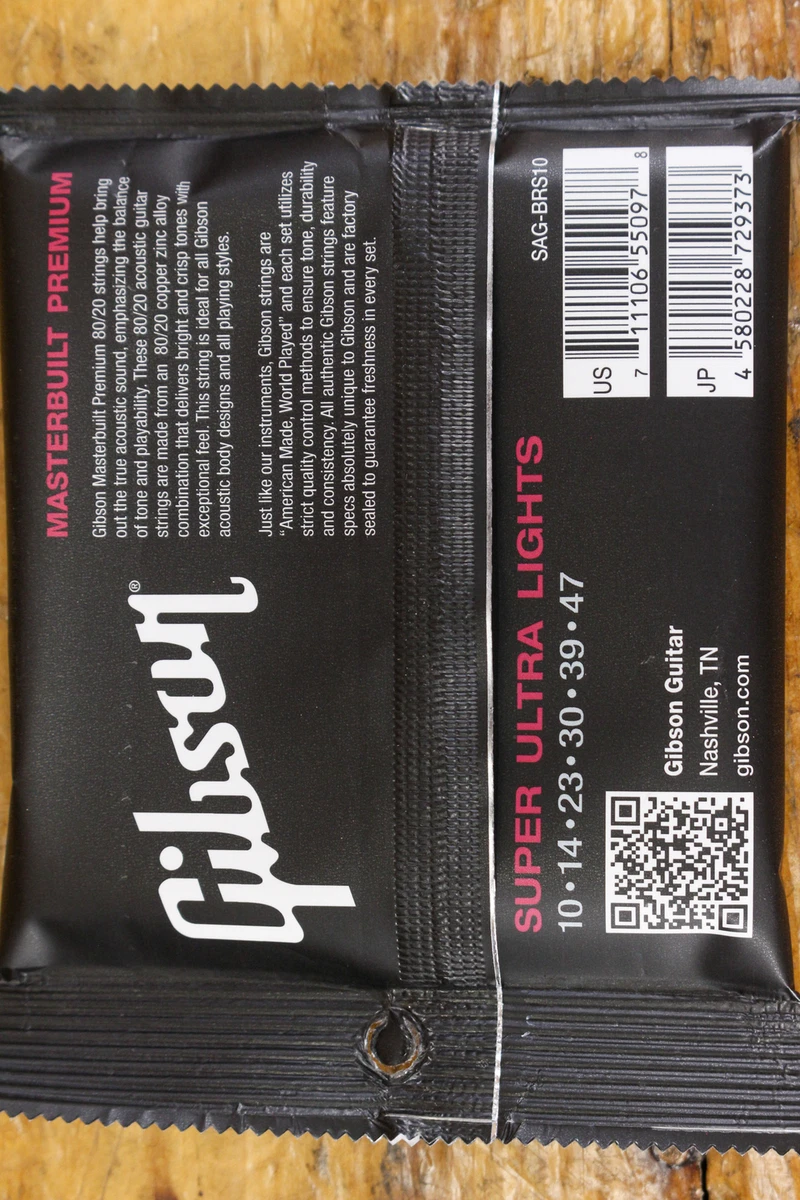 Gibson®
MASTERBUILT PREMIUM
Gibson Masterbuilt Premium 80/20 strings help bring
out the true acoustic sound, emphasizing the balance
of tone and playability. These 80/20 acoustic guitar
strings are made from an 80/20 copper zinc alloy
combination that delivers bright and crisp tones with
exceptional feel. This string is ideal for all Gibson
acoustic body designs and all playing styles.
Just like our instruments, Gibson strings are
“American Made, World Played” and each set utilizes
strict quality control methods to ensure tone, durability
and consistency. All authentic Gibson strings feature
specs absolutely unique to Gibson and are factory
sealed to guarantee freshness in every set.
SUPER ULTRA LIGHTS
10•14•23•30•39•47
Gibson Guitar
Nashville, TN
gibson.com
SAG-BRS10
US
7 11106 55097 8
JP
4 580228 729373